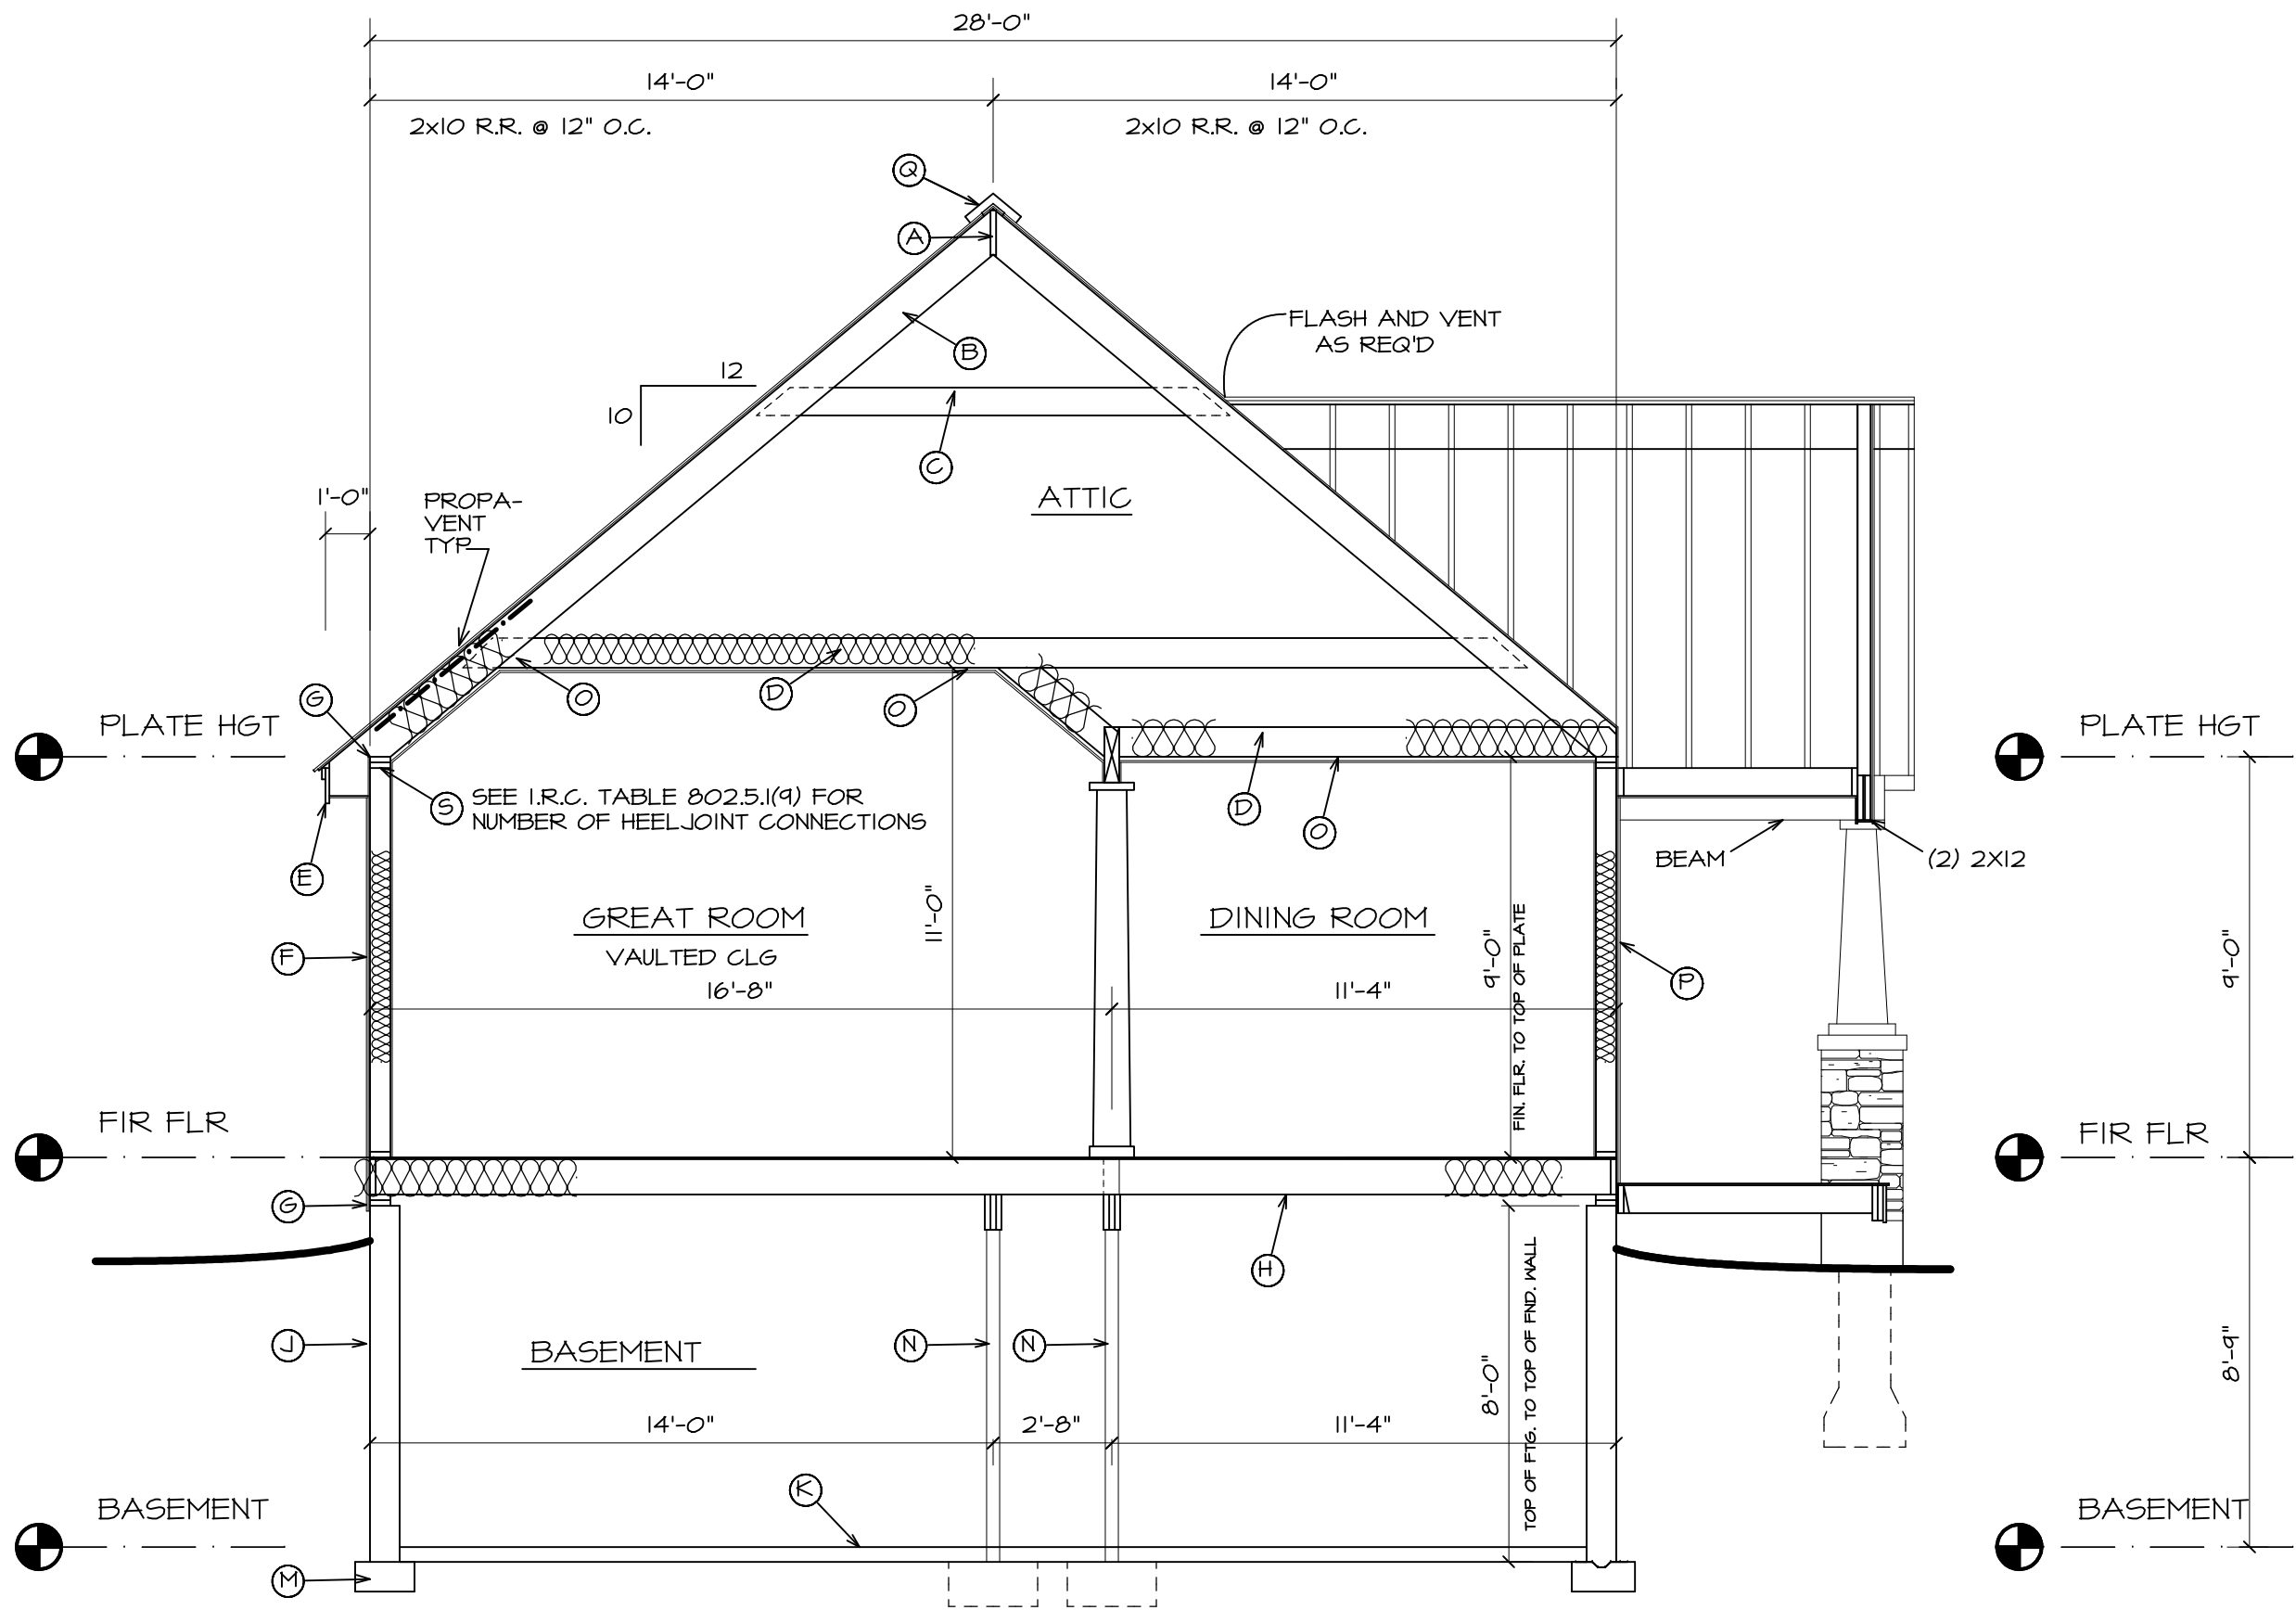 28'-0"
14'-0"
14'-0"
2x10 R.R. @ 12" O.C.
2x10 R.R. @ 12" O.C.
Q
A
FLASH AND VENT
AS REQ'D
B
12
10
C
1'-0"
PROPA-
VENT
TYP
ATTIC
G
O
D
O
PLATE HGT
PLATE HGT
S
SEE I.R.C. TABLE 802.5.1(9) FOR
NUMBER OF HEELJOINT CONNECTIONS
D
O
E
BEAM
(2) 2X12
GREAT ROOM
VAULTED CLG
11'-0"
DINING ROOM
9'-0"
FIN. FLR. TO TOP OF PLATE
9'-0"
F
P
16'-8"
11'-4"
FIR FLR
FIR FLR
G
H
J
BASEMENT
N
N
8'-0"
TOP OF FTG. TO TOP OF FND. WALL
8'-9"
14'-0"
2'-8"
11'-4"
K
BASEMENT
BASEMENT
M